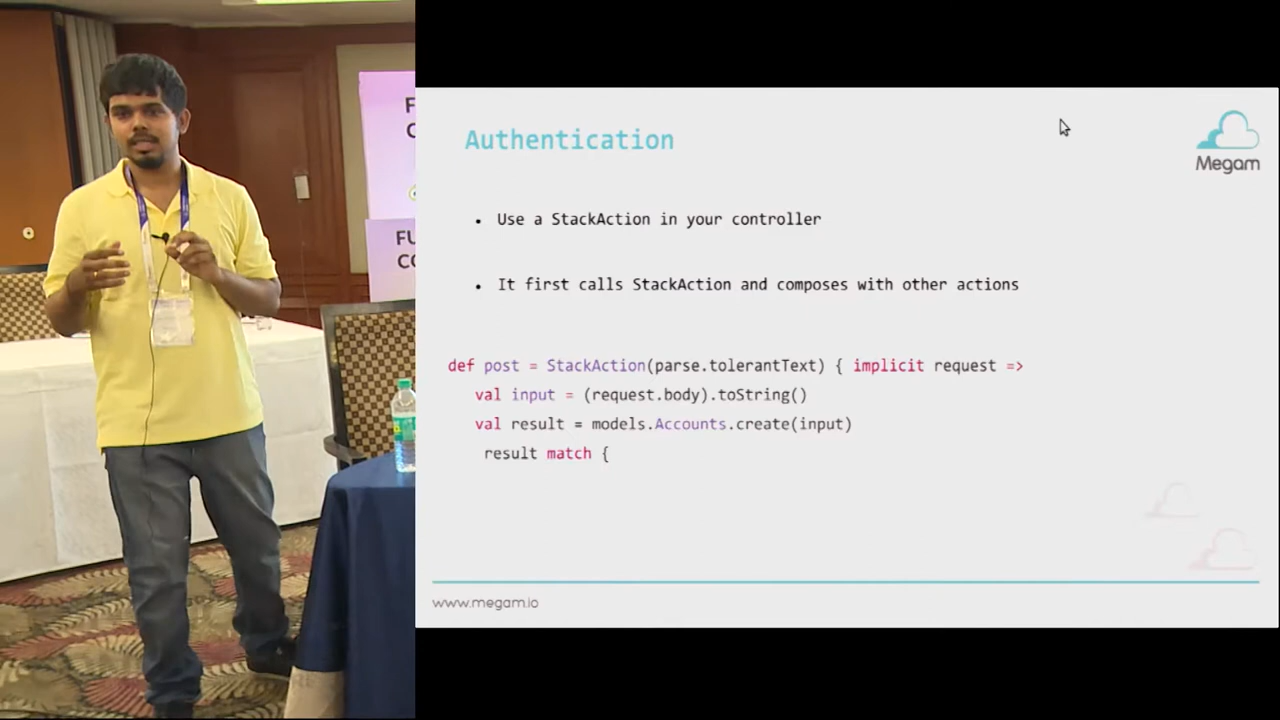 F
C
FU
CO
Authentication
Megam
• Use a StackAction in your controller
• It first calls StackAction and composes with other actions
def post = StackAction(parse.tolerantText) { implicit request =>
val input = (request.body).toString()
val result = models.Accounts.create(input)
result match {
www.megam.io